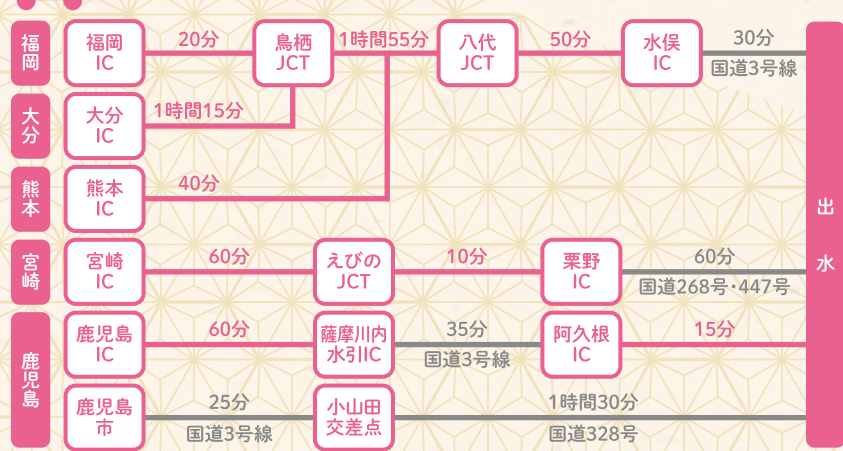 福岡
福岡
IC
20分
鳥栖
JCT
1時間55分
八代
JCT
50分
水俣
IC
30分
国道3号線
大分
大分
IC
1時間15分
熊本
熊本
IC
40分
宮崎
宮崎
IC
60分
えびの
JCT
10分
栗野
IC
60分
国道268号・447号
鹿児島
鹿児島
IC
60分
薩摩川内
水引IC
35分
国道3号線
阿久根
IC
15分
鹿児島
市
25分
国道3号線
小山田
交差点
1時間30分
国道328号
出水